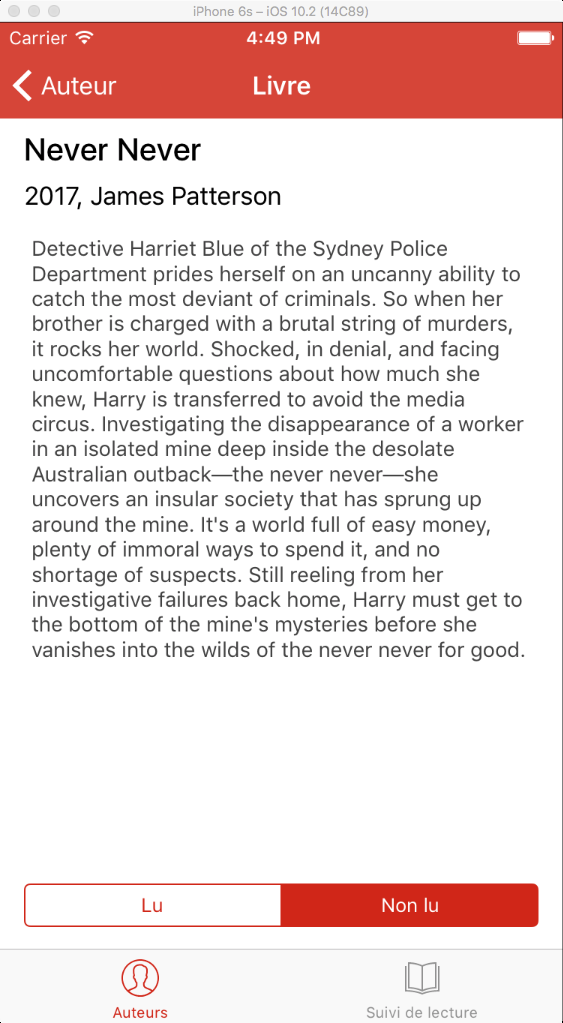 iPhone 6s – iOS 10.2 (14C89)
Carrier 4:49 PM
Auteur Livre
Never Never
2017, James Patterson
Detective Harriet Blue of the Sydney Police
Department prides herself on an uncanny ability to
catch the most deviant of criminals. So when her
brother is charged with a brutal string of murders,
it rocks her world. Shocked, in denial, and facing
uncomfortable questions about how much she
knew, Harry is transferred to avoid the media
circus. Investigating the disappearance of a worker
in an isolated mine deep inside the desolate
Australian outback—the never never—she
uncovers an insular society that has sprung up
around the mine. It's a world full of easy money,
plenty of immoral ways to spend it, and no
shortage of suspects. Still reeling from her
investigative failures back home, Harry must get to
the bottom of the mine's mysteries before she
vanishes into the wilds of the never never for good.
Lu Non lu
Auteurs Suivi de lecture